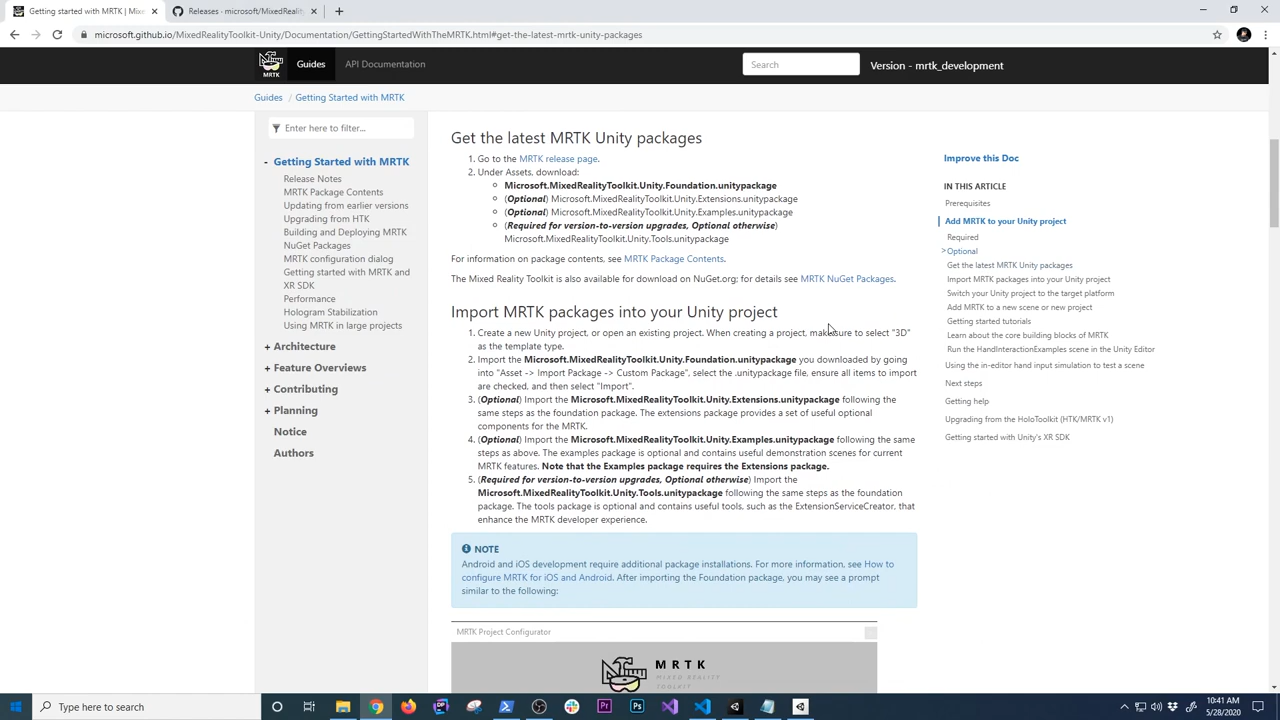 Getting started with MRTK | M
Releases · microsoft/MixedReality
microsoft.github.io/MixedRealityToolkit-Unity/Documentation/GettingStartedWithTheMRTK.html#get-the-latest-mrtk-unity-packages
MRTK
Guides
API Documentation
Search
Version - mrtk_development
Guides / Getting Started with MRTK
Enter here to filter...
- Getting Started with MRTK
Release Notes
MRTK Package Contents
Updating from earlier versions
Upgrading from HTK
Building and Deploying MRTK
NuGet Packages
MRTK configuration dialog
Getting started with MRTK and
XR SDK
Performance
Hologram Stabilization
Using MRTK in large projects
+ Architecture
+ Feature Overviews
+ Contributing
+ Planning
Notice
Authors
Get the latest MRTK Unity packages
1. Go to the MRTK release page.
2. Under Assets, download:
Microsoft.MixedRealityToolkit.Unity.Foundation.unitypackage
(Optional) Microsoft.MixedRealityToolkit.Unity.Extensions.unitypackage
(Optional) Microsoft.MixedRealityToolkit.Unity.Examples.unitypackage
(Required for version-to-version upgrades, Optional otherwise)
Microsoft.MixedRealityToolkit.Unity.Tools.unitypackage
For information on package contents, see MRTK Package Contents.
The Mixed Reality Toolkit is also available for download on NuGet.org; for details see MRTK NuGet Packages.
Import MRTK packages into your Unity project
1. Create a new Unity project, or open an existing project. When creating a project, make sure to select "3D"
as the template type.
2. Import the Microsoft.MixedRealityToolkit.Unity.Foundation.unitypackage you downloaded by going
into "Asset -> Import Package -> Custom Package", select the .unitypackage file, ensure all items to import
are checked, and then select "Import".
3. (Optional) Import the Microsoft.MixedRealityToolkit.Unity.Extensions.unitypackage following the
same steps as the foundation package. The extensions package provides a set of useful optional
components for the MRTK.
4. (Optional) Import the Microsoft.MixedRealityToolkit.Unity.Examples.unitypackage following the same
steps as above. The examples package is optional and contains useful demonstration scenes for current
MRTK features. Note that the Examples package requires the Extensions package.
5. (Required for version-to-version upgrades, Optional otherwise) Import the
Microsoft.MixedRealityToolkit.Unity.Tools.unitypackage following the same steps as the foundation
package. The tools package is optional and contains useful tools, such as the ExtensionServiceCreator, that
enhance the MRTK developer experience.
NOTE
Android and iOS development require additional package installations. For more information, see How to
configure MRTK for iOS and Android. After importing the Foundation package, you may see a prompt
similar to the following:
MRTK Project Configurator
MRTK
MIXED REALITY
TOOLKIT
Improve this Doc
IN THIS ARTICLE
Prerequisites
Add MRTK to your Unity project
Required
>Optional
Get the latest MRTK Unity packages
Import MRTK packages into your Unity project
Switch your Unity project to the target platform
Add MRTK to a new scene or new project
Getting started tutorials
Learn about the core building blocks of MRTK
Run the HandInteractionExamples scene in the Unity Editor
Using the in-editor hand input simulation to test a scene
Next steps
Getting help
Upgrading from the HoloToolkit (HTK/MRTK v1)
Getting started with Unity's XR SDK
Type here to search
10:41 AM
5/28/2020